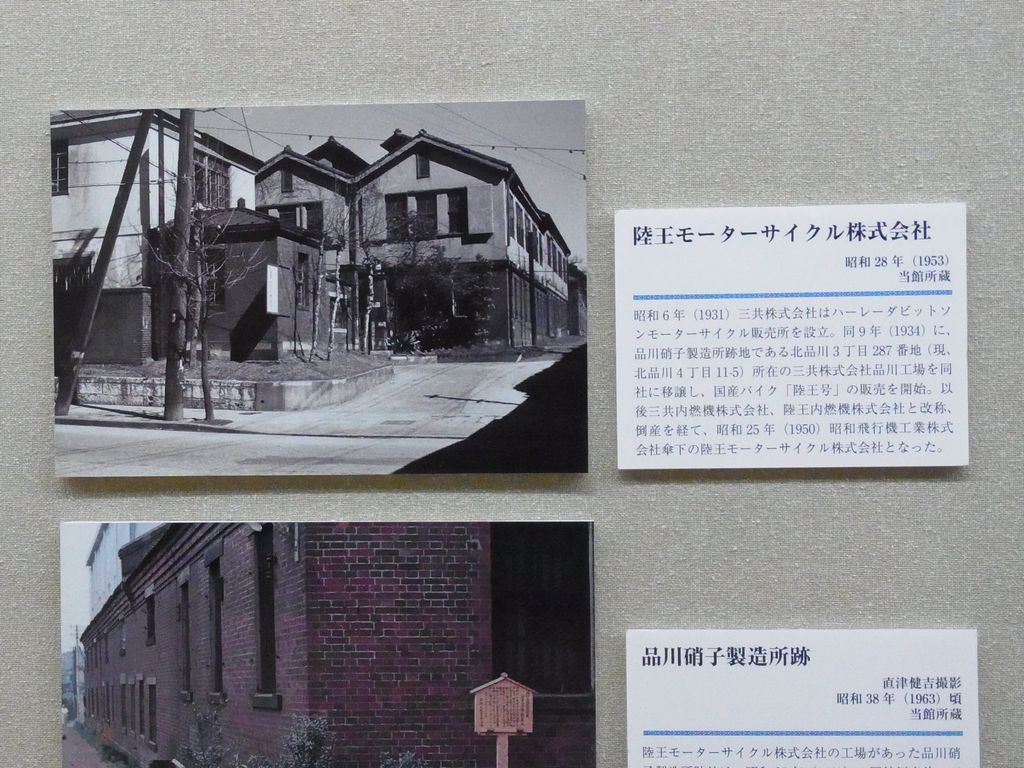 陸王モーターサイクル株式会社
昭和 28 年（1953）
当館所蔵
昭和６年（1931）三共株式会社はハーレーダビットソ
ンモーターサイクル販売所を設立。同９年（1934）に、
品川硝子製造所跡地である北品川３丁目 287 番地（現、
北品川４丁目 11-5）所在の三共株式会社品川工場を同
社に移譲し、国産バイク「陸王号」の販売を開始。以
後三共内燃機株式会社、陸王内燃機株式会社と改称、
倒産を経て、昭和 25 年（1950）昭和飛行機工業株式
会社傘下の陸王モーターサイクル株式会社となった。
品川硝子製造所跡
直津健吉撮影
昭和 38 年（1963）頃
当館所蔵
陸王モーターサイクル株式会社の工場があった品川硝